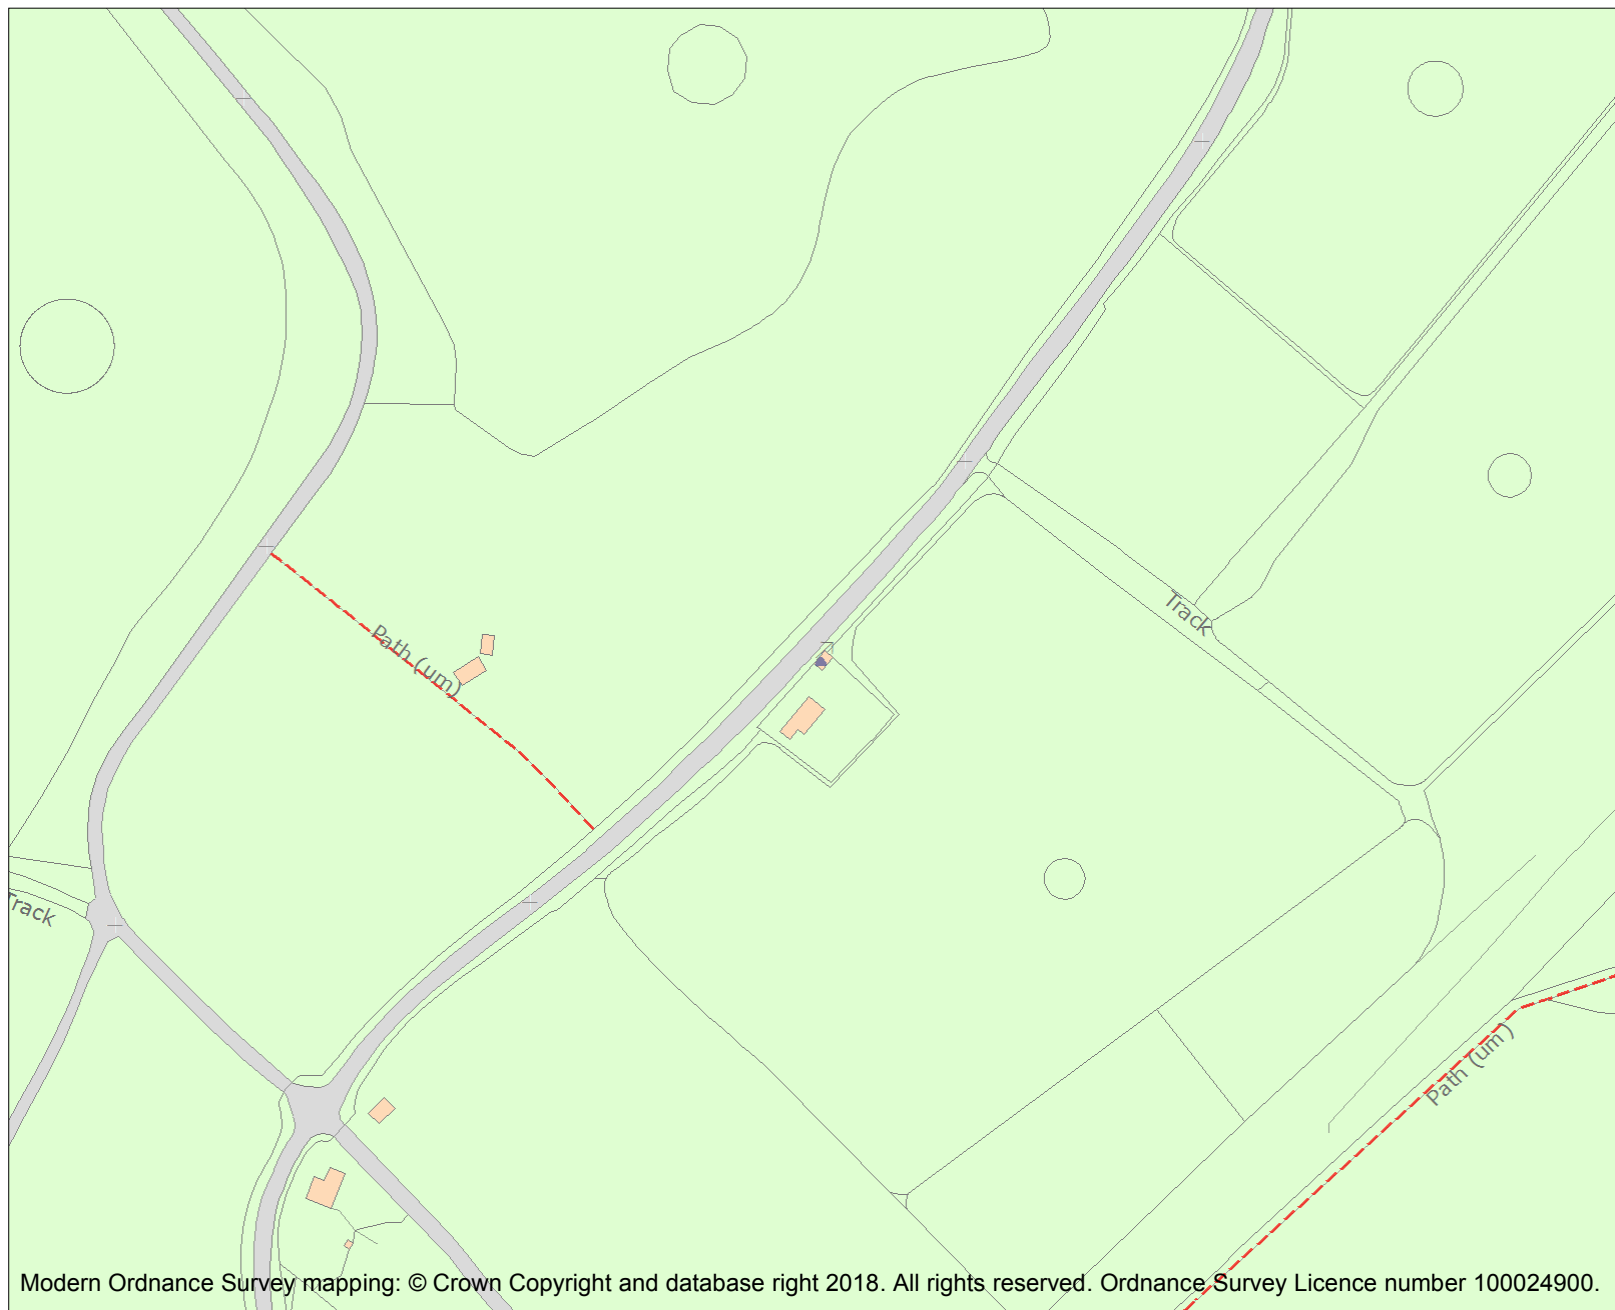 Track
Path (um)
Track
Path (um)
Modern Ordnance Survey mapping: © Crown Copyright and database right 2018. All rights reserved. Ordnance Survey Licence number 100024900.